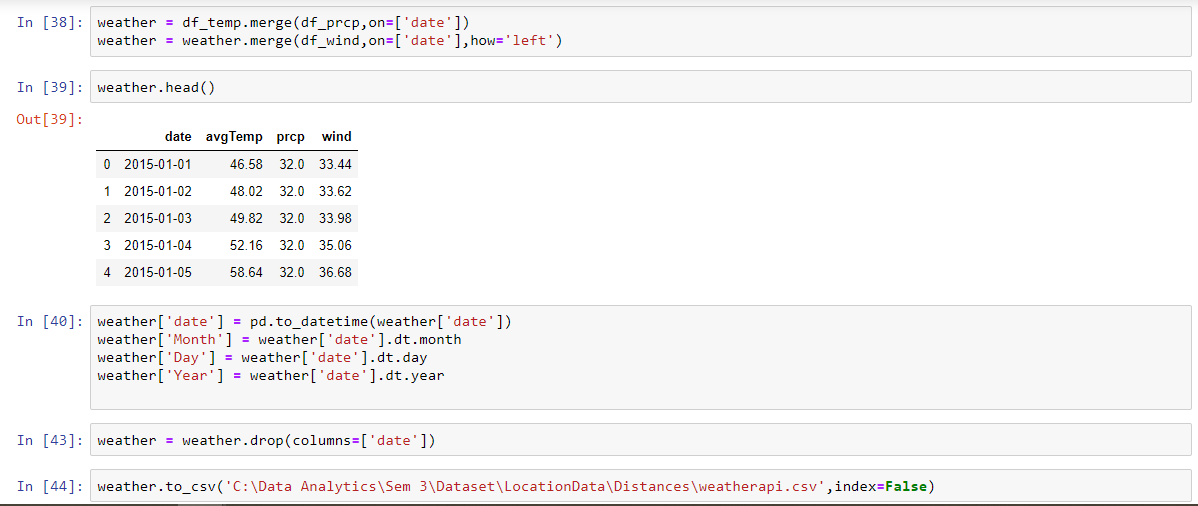 In [38]: weather = df_temp.merge(df_prcp,on=['date'])
weather = weather.merge(df_wind,on=['date'],how='left')
In [39]: weather.head()
Out[39]:
date avgTemp prcp wind
0 2015-01-01 46.58 32.0 33.44
1 2015-01-02 48.02 32.0 33.62
2 2015-01-03 49.82 32.0 33.98
3 2015-01-04 52.16 32.0 35.06
4 2015-01-05 58.64 32.0 36.68
In [40]: weather['date'] = pd.to_datetime(weather['date'])
weather['Month'] = weather['date'].dt.month
weather['Day'] = weather['date'].dt.day
weather['Year'] = weather['date'].dt.year
In [43]: weather = weather.drop(columns=['date'])
In [44]: weather.to_csv('C:\Data Analytics\Sem 3\Dataset\LocationData\Distances\weatherapi.csv',index=False)